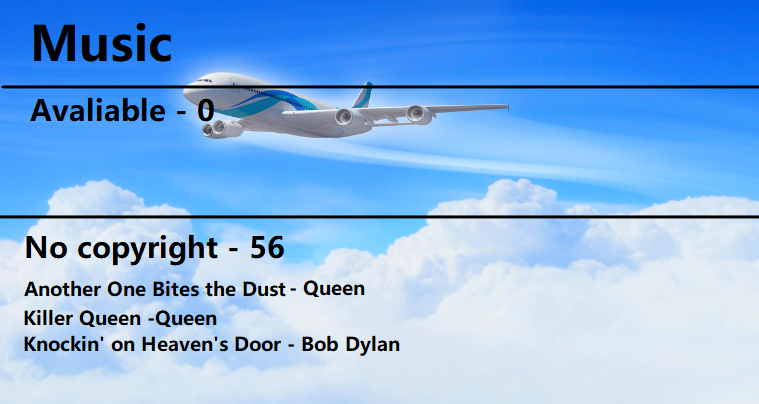 Music
Avaliable - 0
No copyright - 56
Another One Bites the Dust - Queen
Killer Queen -Queen
Knockin' on Heaven's Door - Bob Dylan